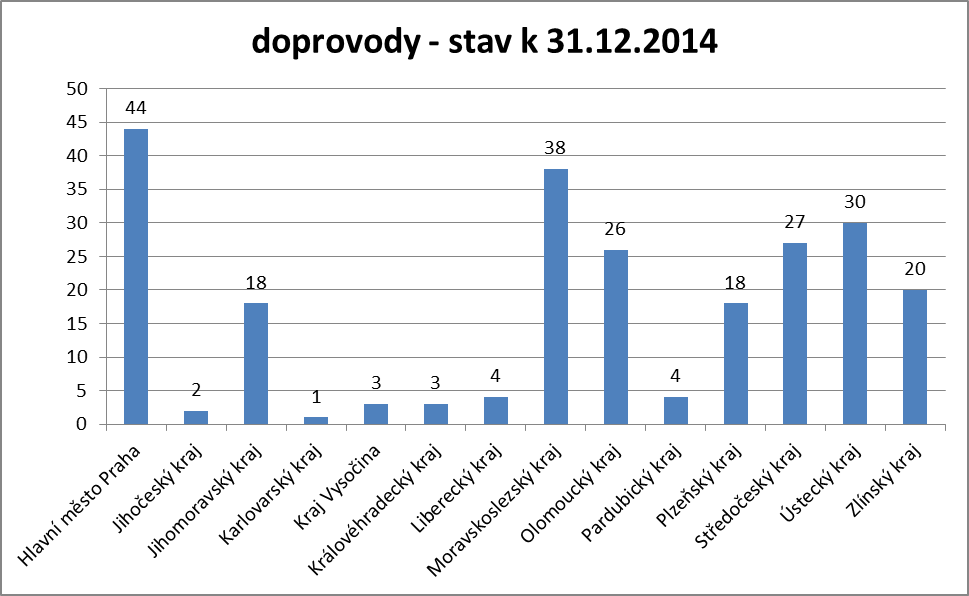 doprovody - stav k 31.12.2014
50
45
40
35
30
25
20
15
10
5
0
44
2
18
1
3
3
4
38
26
4
18
27
30
20
Hlavní město Praha
Jihočeský kraj
Jihomoravský kraj
Karlovarský kraj
Kraj Vysočina
Královéhradecký kraj
Liberecký kraj
Moravskoslezský kraj
Olomoucký kraj
Pardubický kraj
Plzeňský kraj
Středočeský kraj
Ústecký kraj
Zlínský kraj